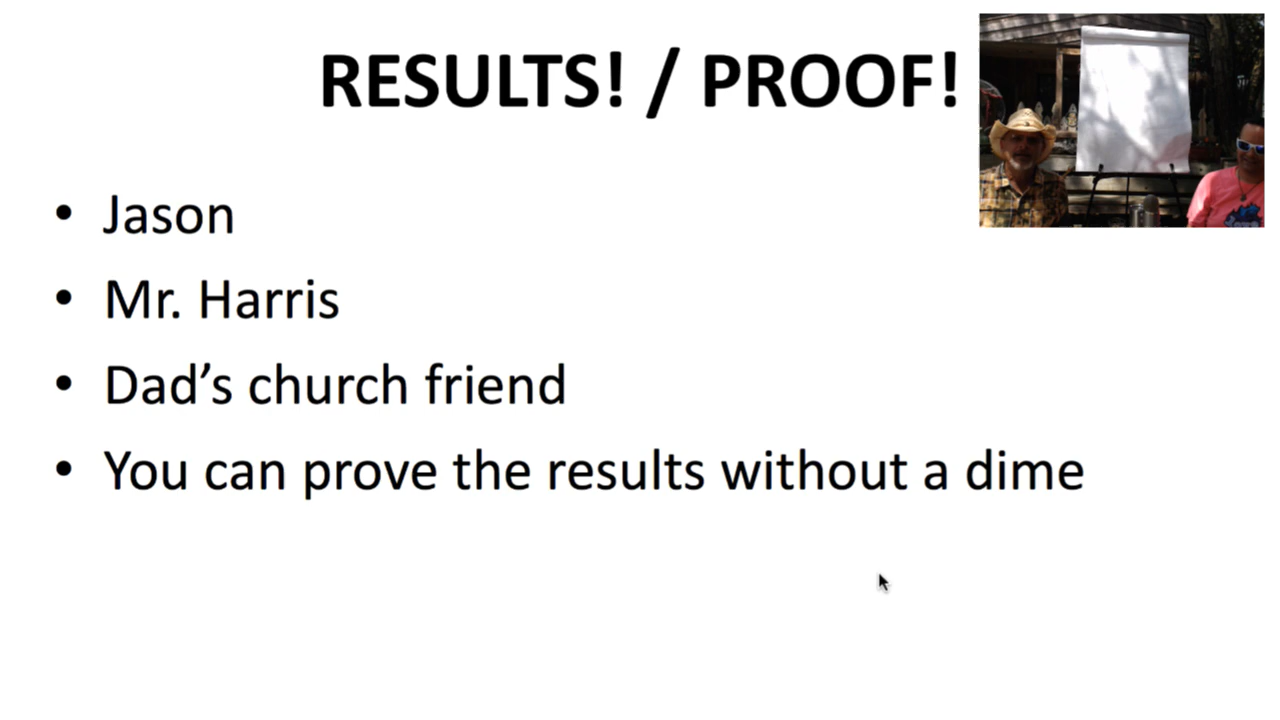 RESULTS! / PROOF!
• Jason
• Mr. Harris
• Dad’s church friend
• You can prove the results without a dime